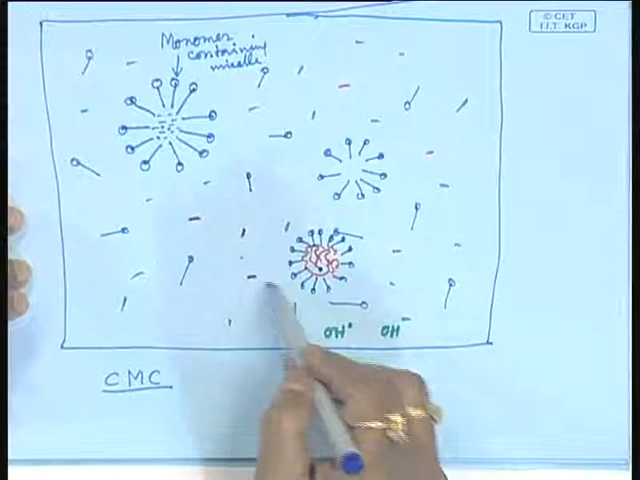 © CET
I.I.T. KGP
Monomer
containing
micelle
OH• OH⁻
CMC